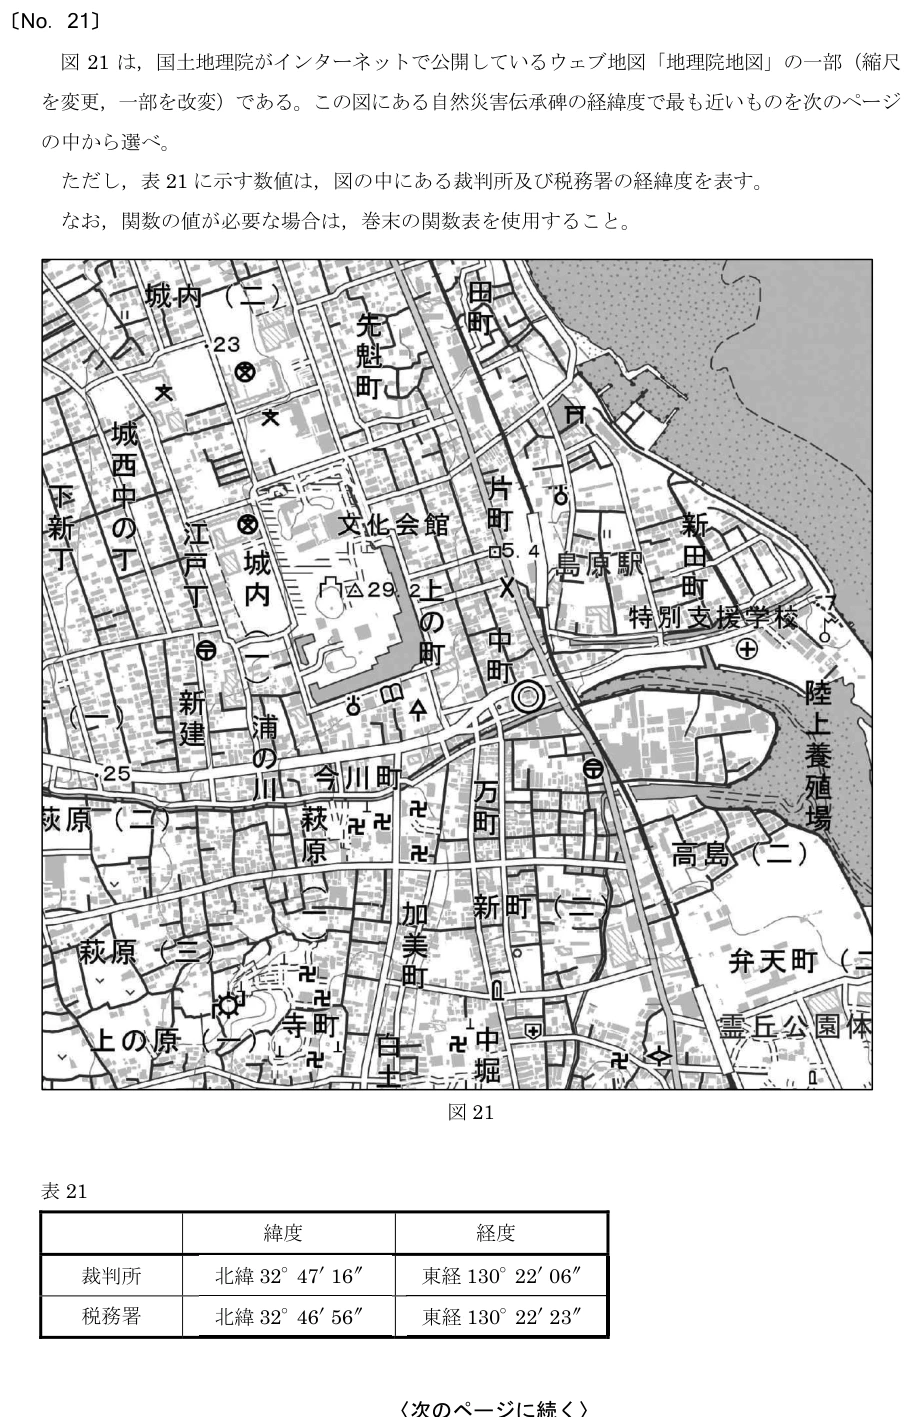 〔No. 21〕
図 21 は，国土地理院がインターネットで公開しているウェブ地図「地理院地図」の一部（縮尺
を変更，一部を改変）である。この図にある自然災害伝承碑の経緯度で最も近いものを次のページ
の中から選べ。
ただし，表 21 に示す数値は，図の中にある裁判所及び税務署の経緯度を表す。
なお，関数の値が必要な場合は，巻末の関数表を使用すること。
城内（二）
田町
先魁町
23
城西中の丁
下新丁
江戸丁
城内（一）
文化会館
片町
5.4
島原駅
新田町
29.2
上の町
中町
特別支援学校
.7
新建
浦の川
陸上養殖場
（一）
25
今川町
万町
萩原（二）
萩原（一）
高島（二）
加美町
新町（二）
萩原（三）
弁天町（二
上の原（一）
寺町
白土
中堀
霊丘公園体
図 21
表 21
緯度 経度
裁判所 北緯 32° 47′ 16″ 東経 130° 22′ 06″
税務署 北緯 32° 46′ 56″ 東経 130° 22′ 23″
〈次のページに続く〉